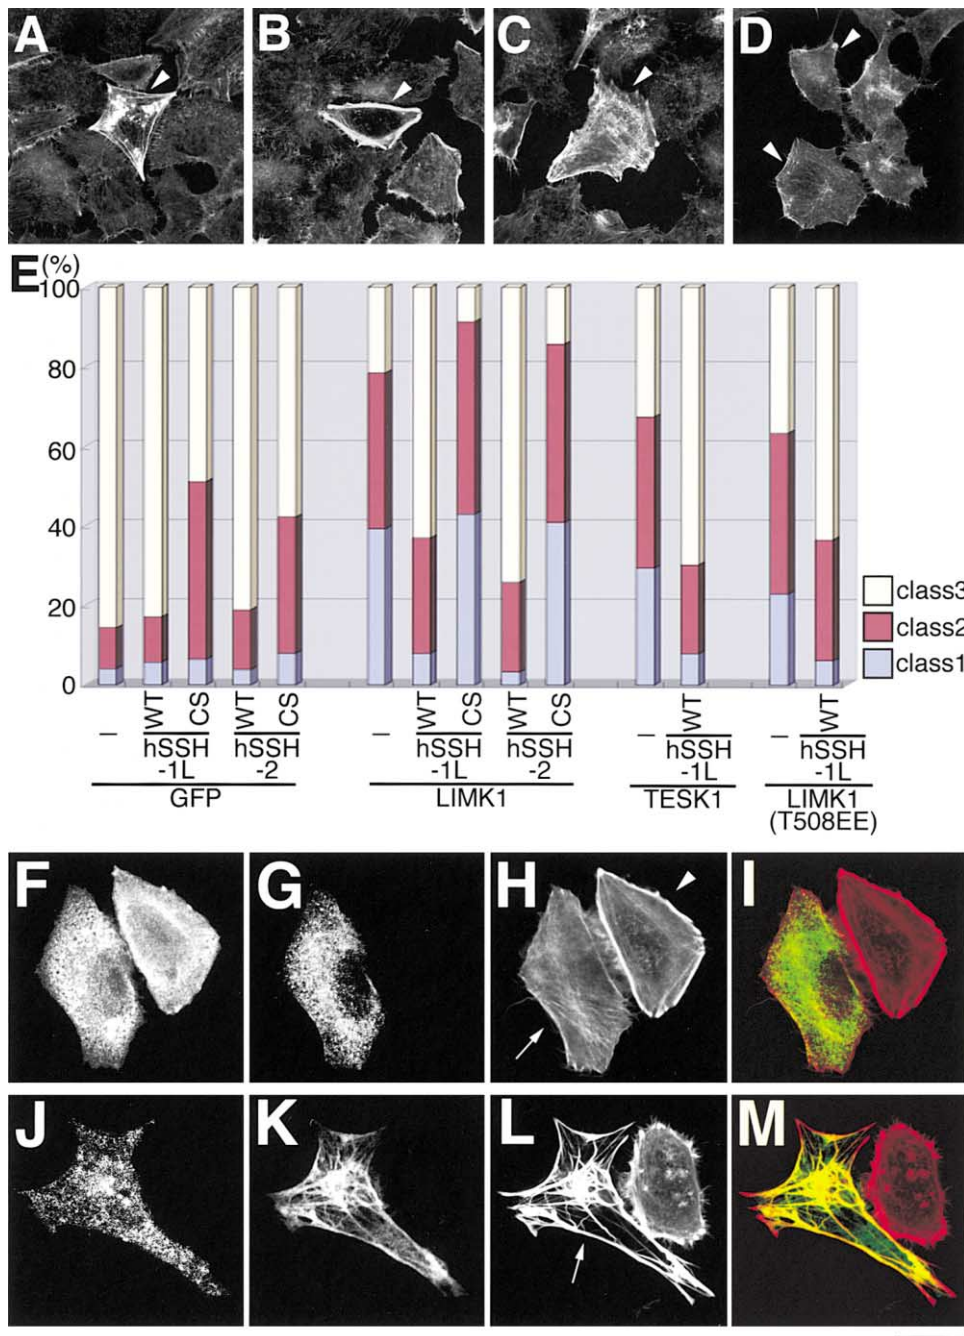 A B C D
E (%)
100
80
60
40
20
0
class3
class2
class1
– WT CS WT CS – WT CS WT CS – WT – WT
hSSH hSSH hSSH hSSH hSSH hSSH
-1L -2 -1L -2 -1L -1L
GFP LIMK1 TESK1 LIMK1
(T508EE)
F G H I
J K L M